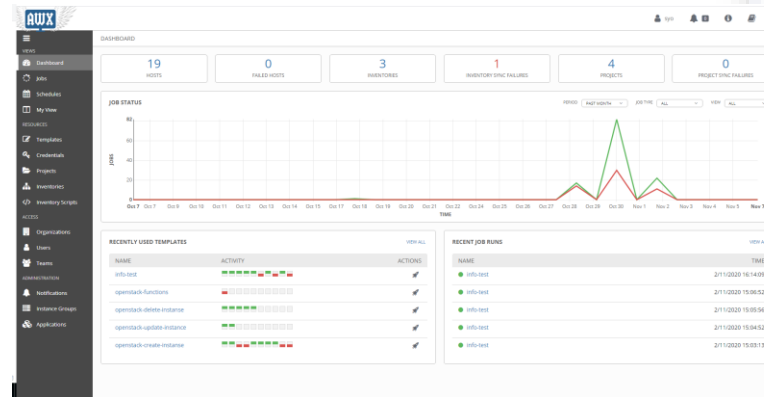 AWX
DASHBOARD
VIEWS
Dashboard
Jobs
Schedules
My View
RESOURCES
Templates
Credentials
Projects
Inventories
Inventory Scripts
ACCESS
Organizations
Users
Teams
ADMINISTRATION
Notifications
Instance Groups
Applications
19
HOSTS
0
FAILED HOSTS
3
INVENTORIES
1
INVENTORY SYNC FAILURES
4
PROJECTS
0
PROJECT SYNC FAILURES
JOB STATUS
PERIOD PAST MONTH JOB TYPE ALL VIEW ALL
JOBS
80
60
40
20
0
Oct 7 Oct 7 Oct 9 Oct 10 Oct 11 Oct 12 Oct 13 Oct 14 Oct 15 Oct 17 Oct 18 Oct 19 Oct 20 Oct 21 Oct 22 Oct 24 Oct 25 Oct 26 Oct 27 Oct 28 Oct 29 Oct 30 Nov 1 Nov 2 Nov 3 Nov 4 Nov 5 Nov 7
TIME
RECENTLY USED TEMPLATES VIEW ALL
NAME ACTIVITY ACTIONS
info-test
openstack-functions
openstack-delete-instanse
openstack-update-instance
openstack-create-instanse
RECENT JOB RUNS VIEW A
NAME TIME
info-test 2/11/2020 16:14:09
info-test 2/11/2020 15:06:52
info-test 2/11/2020 15:05:56
info-test 2/11/2020 15:04:52
info-test 2/11/2020 15:03:13